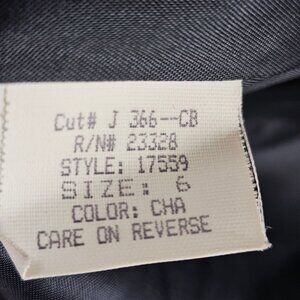 Cut# J 366--CB
R/N# 23328
STYLE: 17559
SIZE: 6
COLOR: CHA
CARE ON REVERSE